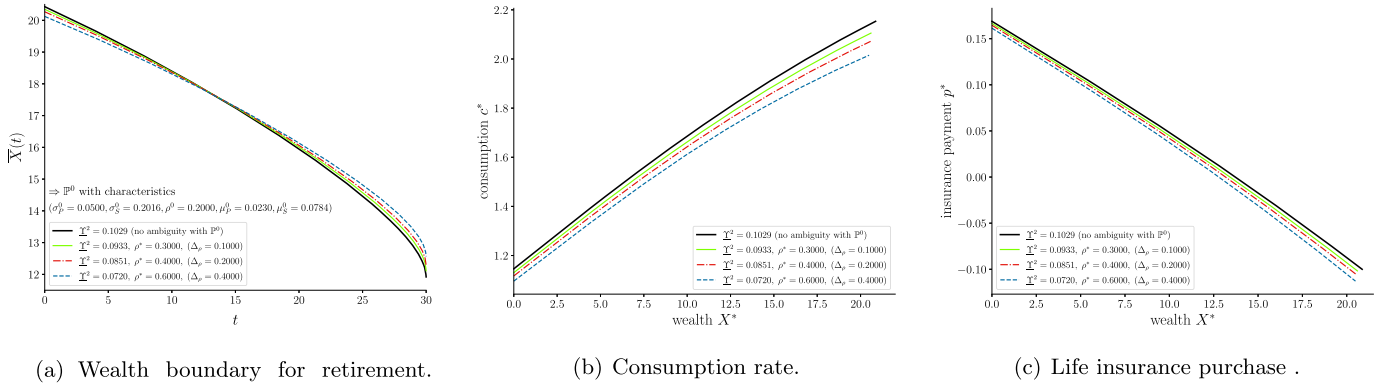 20
19
18
17
16
15
14
13
12
X̅(t)
⇒ ℙ⁰ with characteristics
(σ⁰_P = 0.0500, σ⁰_S = 0.2016, ρ⁰ = 0.2000, μ⁰_P = 0.0230, μ⁰_S = 0.0784)
Υ̲² = 0.1029 (no ambiguity with ℙ⁰)
Υ̲² = 0.0933, ρ* = 0.3000, (Δ_ρ = 0.1000)
Υ̲² = 0.0851, ρ* = 0.4000, (Δ_ρ = 0.2000)
Υ̲² = 0.0720, ρ* = 0.6000, (Δ_ρ = 0.4000)
0 5 10 15 20 25 30
t
(a) Wealth boundary for retirement.
2.2
2.0
1.8
1.6
1.4
1.2
consumption c*
Υ̲² = 0.1029 (no ambiguity with ℙ⁰)
Υ̲² = 0.0933, ρ* = 0.3000, (Δ_ρ = 0.1000)
Υ̲² = 0.0851, ρ* = 0.4000, (Δ_ρ = 0.2000)
Υ̲² = 0.0720, ρ* = 0.6000, (Δ_ρ = 0.4000)
0.0 2.5 5.0 7.5 10.0 12.5 15.0 17.5 20.0
wealth X*
(b) Consumption rate.
0.15
0.10
0.05
0.00
−0.05
−0.10
insurance payment p*
Υ̲² = 0.1029 (no ambiguity with ℙ⁰)
Υ̲² = 0.0933, ρ* = 0.3000, (Δ_ρ = 0.1000)
Υ̲² = 0.0851, ρ* = 0.4000, (Δ_ρ = 0.2000)
Υ̲² = 0.0720, ρ* = 0.6000, (Δ_ρ = 0.4000)
0.0 2.5 5.0 7.5 10.0 12.5 15.0 17.5 20.0
wealth X*
(c) Life insurance purchase .